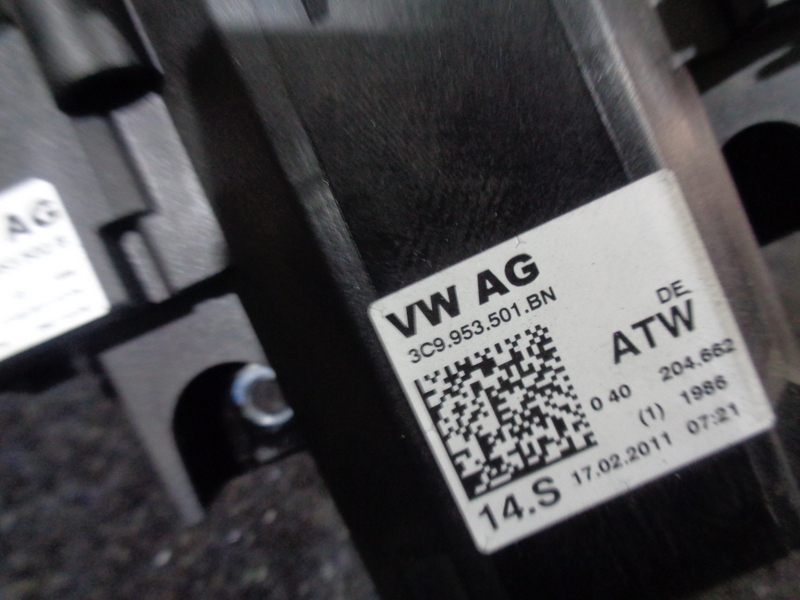 AG
VW AG
3C9.953.501.BN
DE
ATW
0 40 204.662
(1) 1986
14.S 17.02.2011 07:21